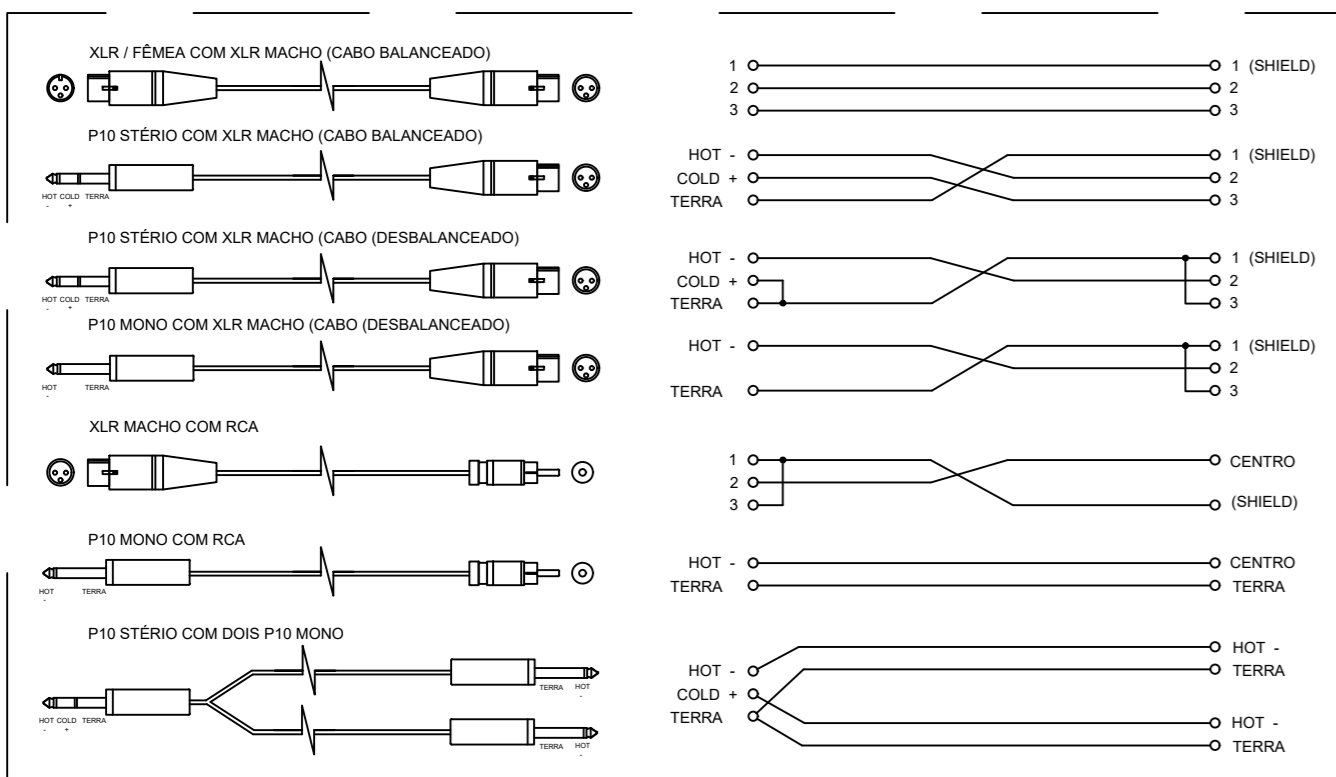 XLR / FÊMEA COM XLR MACHO (CABO BALANCEADO)
1 1 (SHIELD)
2 2
3 3
P10 STÉRIO COM XLR MACHO (CABO BALANCEADO)
HOT COLD TERRA
- +
HOT - 1 (SHIELD)
COLD + 2
TERRA 3
P10 STÉRIO COM XLR MACHO (CABO (DESBALANCEADO)
HOT COLD TERRA
- +
HOT - 1 (SHIELD)
COLD + 2
TERRA 3
P10 MONO COM XLR MACHO (CABO (DESBALANCEADO)
HOT TERRA
-
HOT - 1 (SHIELD)
2
TERRA 3
XLR MACHO COM RCA
1 CENTRO
2
3 (SHIELD)
P10 MONO COM RCA
HOT TERRA
-
HOT - CENTRO
TERRA TERRA
P10 STÉRIO COM DOIS P10 MONO
HOT COLD TERRA
- +
TERRA HOT
-
TERRA HOT
-
HOT -
COLD +
TERRA
HOT -
TERRA
HOT -
TERRA